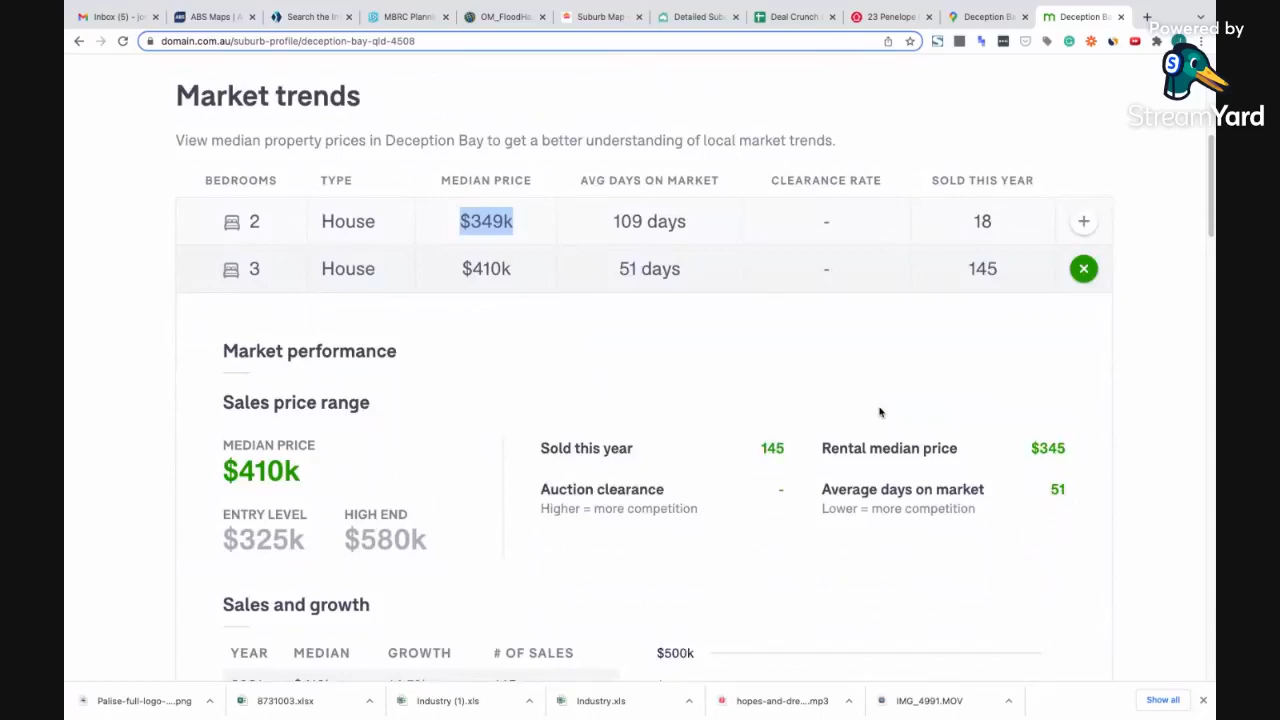 Inbox (5) - jo
ABS Maps | A
Search the In
MBRC Planni
OM_FloodHa
Suburb Map
Detailed Sub
Deal Crunch
23 Penelope
Deception Ba
Deception Ba
Powered by
StreamYard
domain.com.au/suburb-profile/deception-bay-qld-4508
Market trends
View median property prices in Deception Bay to get a better understanding of local market trends.
BEDROOMS TYPE MEDIAN PRICE AVG DAYS ON MARKET CLEARANCE RATE SOLD THIS YEAR
2 House $349k 109 days - 18
3 House $410k 51 days - 145
Market performance
Sales price range
MEDIAN PRICE
$410k
ENTRY LEVEL HIGH END
$325k $580k
Sold this year 145
Auction clearance -
Higher = more competition
Rental median price $345
Average days on market 51
Lower = more competition
Sales and growth
YEAR MEDIAN GROWTH # OF SALES
$500k
Palise-full-logo-....png
8731003.xlsx
Industry (1).xls
Industry.xls
hopes-and-dre....mp3
IMG_4991.MOV
Show all